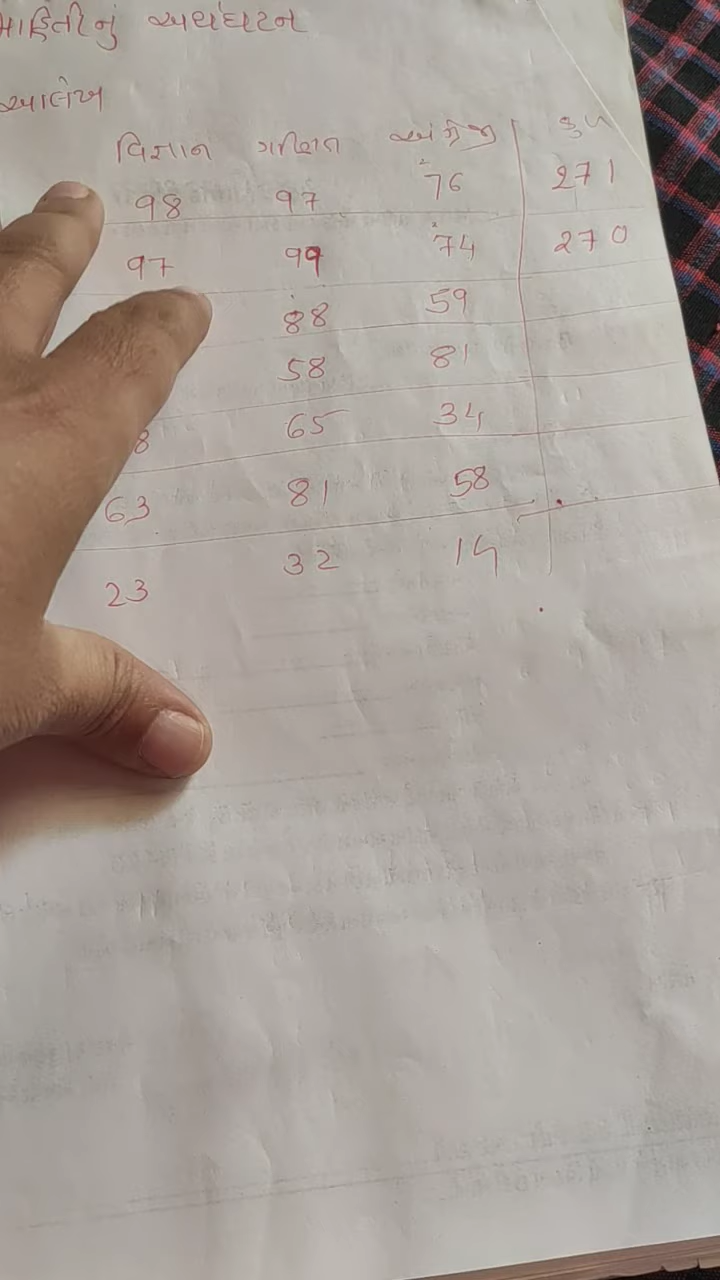 માહિતીનું અર્થઘટન
આલેખ
વિજ્ઞાન ગણિત અંગ્રેજી કુલ
98 97 76 271
97 99 74 270
88 59
58 81
8 65 34
63 81 58
23 32 14